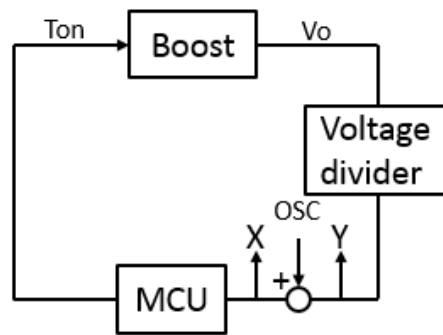 Ton
Boost
Vo
Voltage
divider
OSC
X
Y
+
MCU